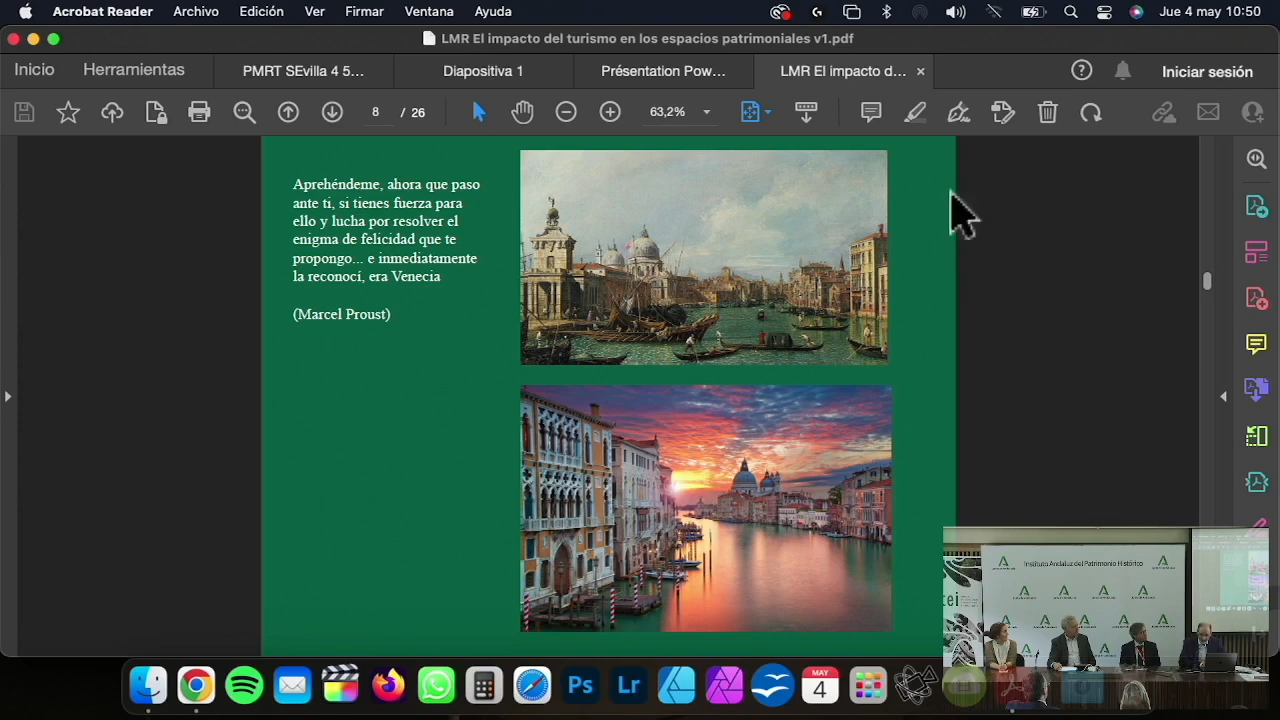 Acrobat Reader Archivo Edición Ver Firmar Ventana Ayuda Jue 4 may 10:50
LMR El impacto del turismo en los espacios patrimoniales v1.pdf
Inicio Herramientas PMRT SEvilla 4 5... Diapositiva 1 Présentation Pow... LMR El impacto d... × Iniciar sesión
8 / 26 63,2%
Aprehéndeme, ahora que paso
ante ti, si tienes fuerza para
ello y lucha por resolver el
enigma de felicidad que te
propongo... e inmediatamente
la reconocí, era Venecia
(Marcel Proust)
Instituto Andaluz del Patrimonio Histórico
tei
Ps Lr MAY
4